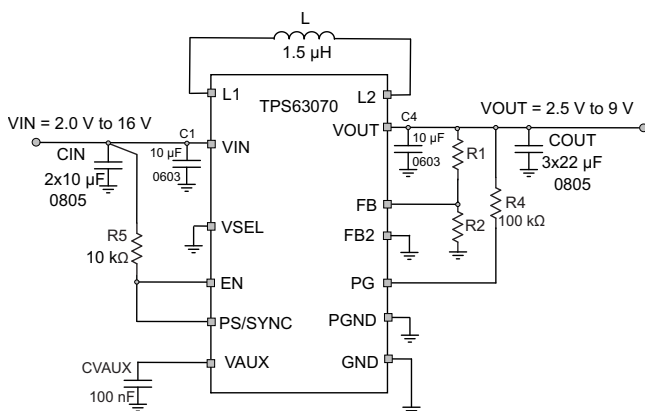 L
1.5 µH
L1
TPS63070
L2
VIN = 2.0 V to 16 V
C1
VIN
10 µF
0603
CIN
2x10 µF
0805
VOUT
C4
10 µF
0603
VOUT = 2.5 V to 9 V
COUT
3x22 µF
0805
R1
FB
R2
R4
100 kΩ
VSEL
FB2
R5
10 kΩ
EN
PG
PS/SYNC
PGND
CVAUX
100 nF
VAUX
GND